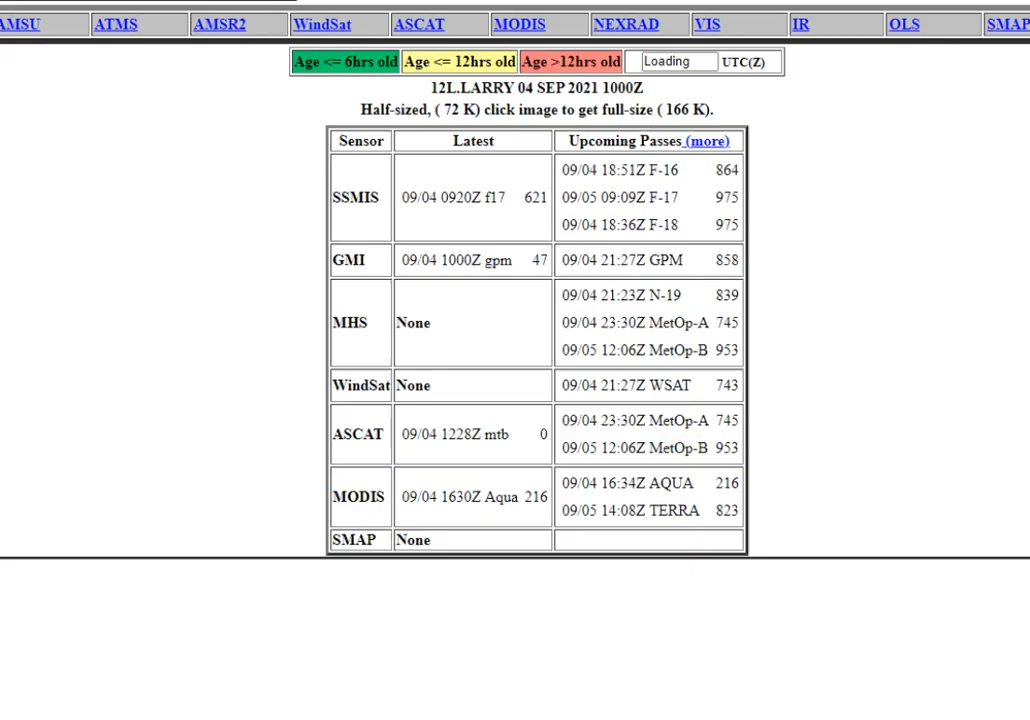 AMSU ATMS AMSR2 WindSat ASCAT MODIS NEXRAD VIS IR OLS SMAP
Age <= 6hrs old Age <= 12hrs old Age >12hrs old Loading UTC(Z)
12L.LARRY 04 SEP 2021 1000Z
Half-sized, ( 72 K) click image to get full-size ( 166 K).
Sensor Latest Upcoming Passes (more)
SSMIS 09/04 0920Z f17 621 09/04 18:51Z F-16 864
09/05 09:09Z F-17 975
09/04 18:36Z F-18 975
GMI 09/04 1000Z gpm 47 09/04 21:27Z GPM 858
MHS None 09/04 21:23Z N-19 839
09/04 23:30Z MetOp-A 745
09/05 12:06Z MetOp-B 953
WindSat None 09/04 21:27Z WSAT 743
ASCAT 09/04 1228Z mtb 0 09/04 23:30Z MetOp-A 745
09/05 12:06Z MetOp-B 953
MODIS 09/04 1630Z Aqua 216 09/04 16:34Z AQUA 216
09/05 14:08Z TERRA 823
SMAP None